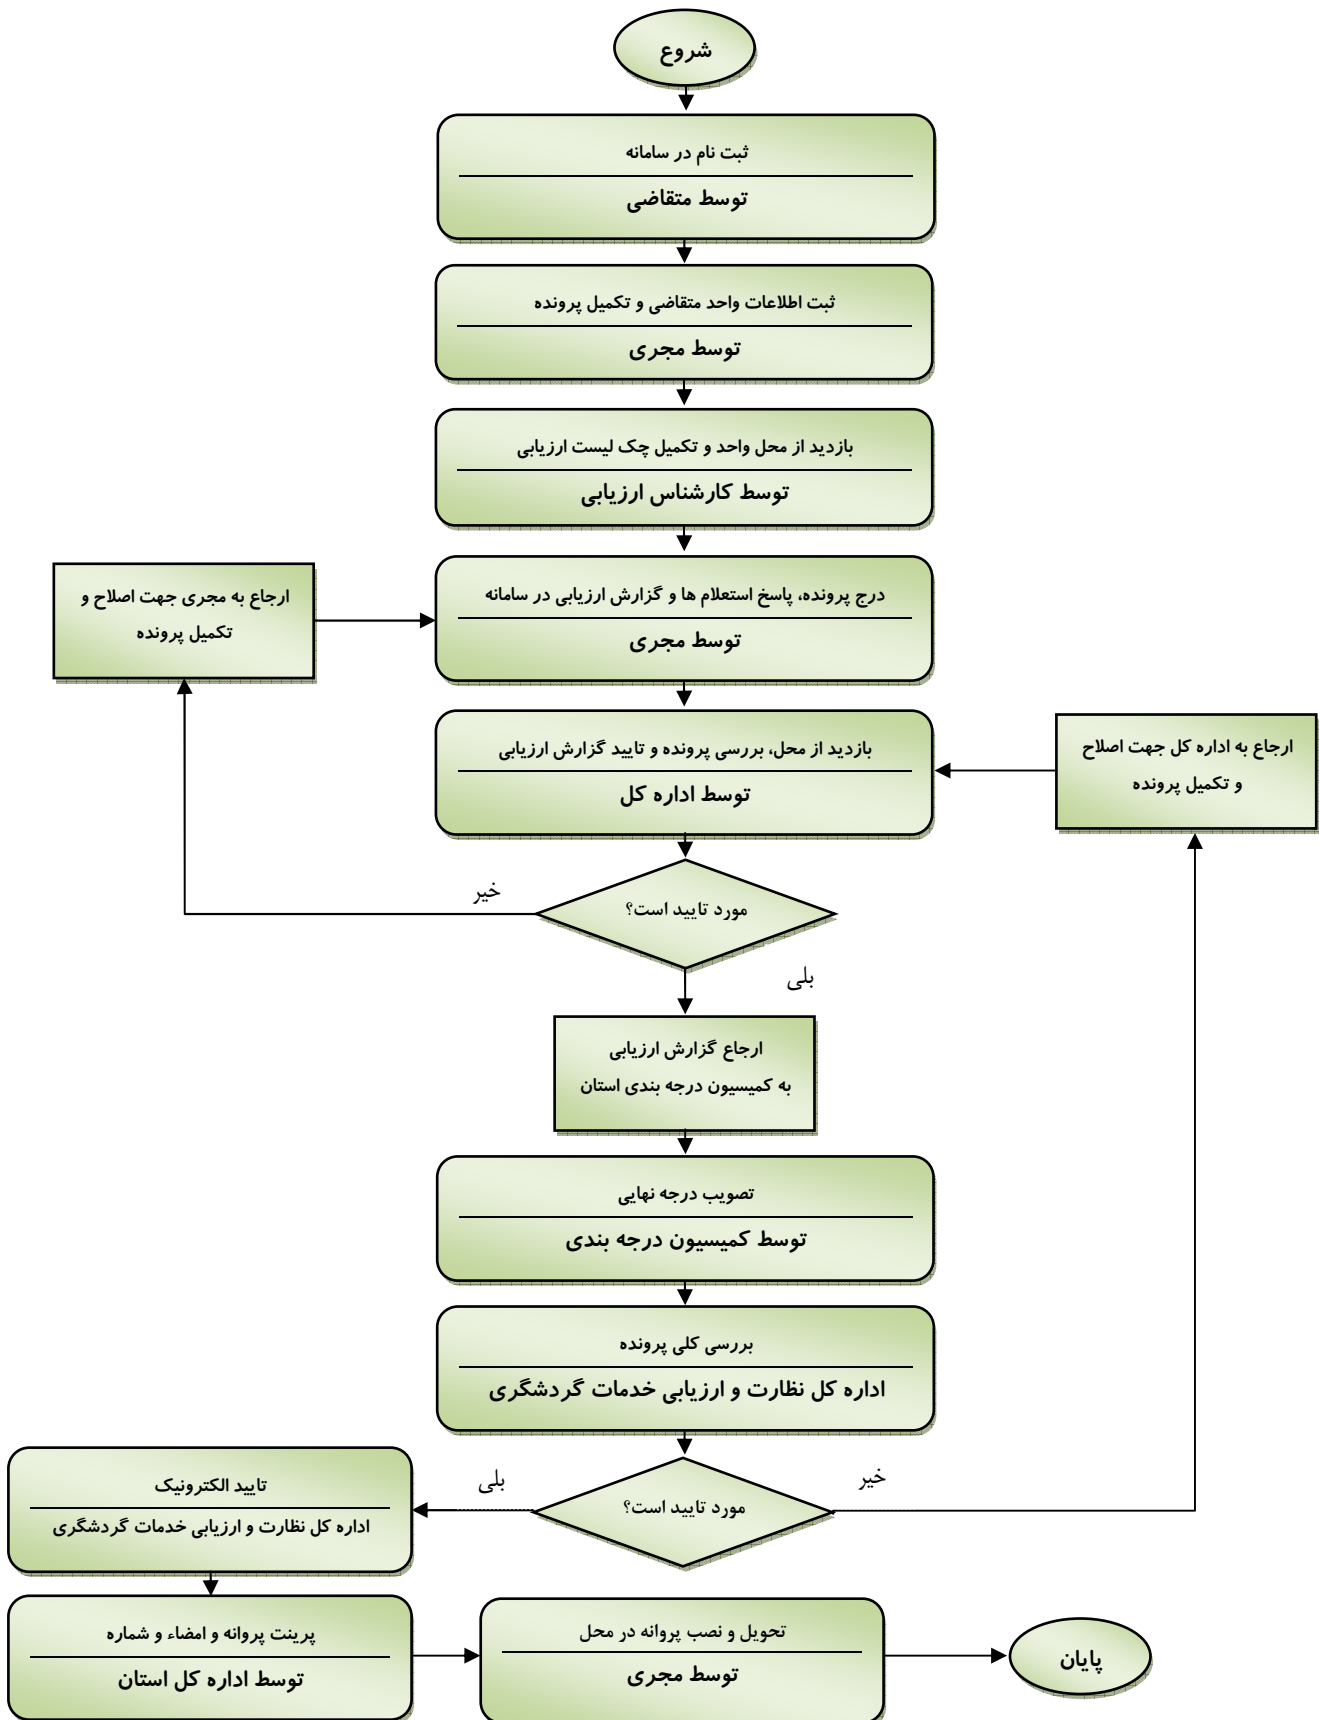 شروع
ثبت نام در سامانه
توسط متقاضی
ثبت اطلاعات واحد متقاضی و تکمیل پرونده
توسط مجری
بازدید از محل واحد و تکمیل چک لیست ارزیابی
توسط کارشناس ارزیابی
درج پرونده، پاسخ استعلام ها و گزارش ارزیابی در سامانه
توسط مجری
ارجاع به مجری جهت اصلاح و
تکمیل پرونده
بازدید از محل، بررسی پرونده و تایید گزارش ارزیابی
توسط اداره کل
ارجاع به اداره کل جهت اصلاح
و تکمیل پرونده
مورد تایید است؟
خیر
بلی
ارجاع گزارش ارزیابی
به کمیسیون درجه بندی استان
تصویب درجه نهایی
توسط کمیسیون درجه بندی
بررسی کلی پرونده
اداره کل نظارت و ارزیابی خدمات گردشگری
مورد تایید است؟
خیر
بلی
تایید الکترونیک
اداره کل نظارت و ارزیابی خدمات گردشگری
پرینت پروانه و امضاء و شماره
توسط اداره کل استان
تحویل و نصب پروانه در محل
توسط مجری
پایان